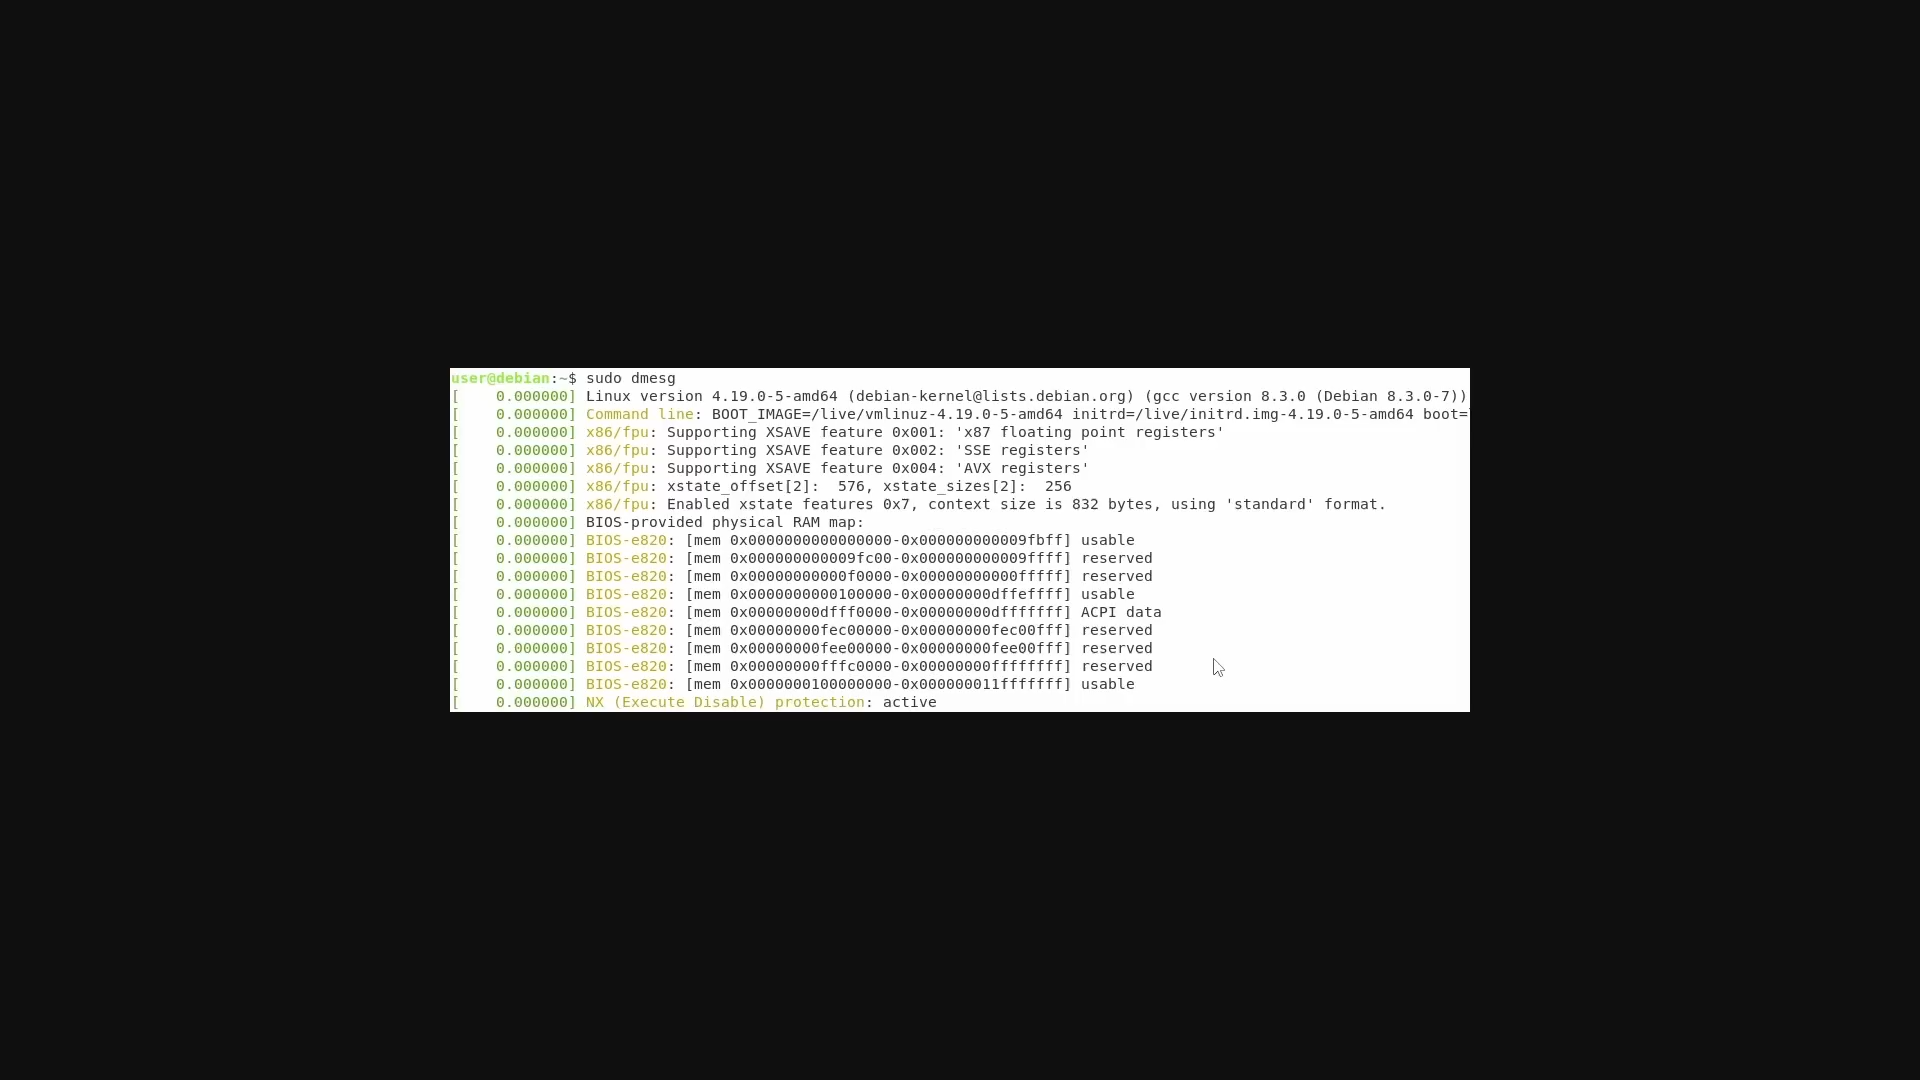 user@debian:~$ sudo dmesg
[    0.000000] Linux version 4.19.0-5-amd64 (debian-kernel@lists.debian.org) (gcc version 8.3.0 (Debian 8.3.0-7))
[    0.000000] Command line: BOOT_IMAGE=/live/vmlinuz-4.19.0-5-amd64 initrd=/live/initrd.img-4.19.0-5-amd64 boot=
[    0.000000] x86/fpu: Supporting XSAVE feature 0x001: 'x87 floating point registers'
[    0.000000] x86/fpu: Supporting XSAVE feature 0x002: 'SSE registers'
[    0.000000] x86/fpu: Supporting XSAVE feature 0x004: 'AVX registers'
[    0.000000] x86/fpu: xstate_offset[2]:  576, xstate_sizes[2]:  256
[    0.000000] x86/fpu: Enabled xstate features 0x7, context size is 832 bytes, using 'standard' format.
[    0.000000] BIOS-provided physical RAM map:
[    0.000000] BIOS-e820: [mem 0x0000000000000000-0x000000000009fbff] usable
[    0.000000] BIOS-e820: [mem 0x000000000009fc00-0x000000000009ffff] reserved
[    0.000000] BIOS-e820: [mem 0x00000000000f0000-0x00000000000fffff] reserved
[    0.000000] BIOS-e820: [mem 0x0000000000100000-0x00000000dffeffff] usable
[    0.000000] BIOS-e820: [mem 0x00000000dfff0000-0x00000000dfffffff] ACPI data
[    0.000000] BIOS-e820: [mem 0x00000000fec00000-0x00000000fec00fff] reserved
[    0.000000] BIOS-e820: [mem 0x00000000fee00000-0x00000000fee00fff] reserved
[    0.000000] BIOS-e820: [mem 0x00000000fffc0000-0x00000000ffffffff] reserved
[    0.000000] BIOS-e820: [mem 0x0000000100000000-0x000000011fffffff] usable
[    0.000000] NX (Execute Disable) protection: active